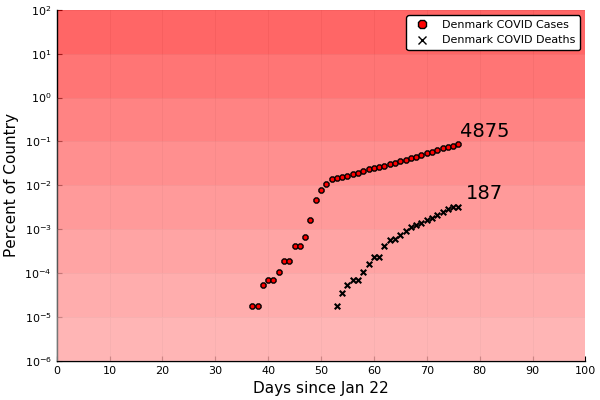 10²
Denmark COVID Cases
Denmark COVID Deaths
10¹
10⁰
10⁻¹
4875
10⁻²
187
10⁻³
10⁻⁴
10⁻⁵
10⁻⁶
Percent of Country
0 10 20 30 40 50 60 70 80 90 100
Days since Jan 22